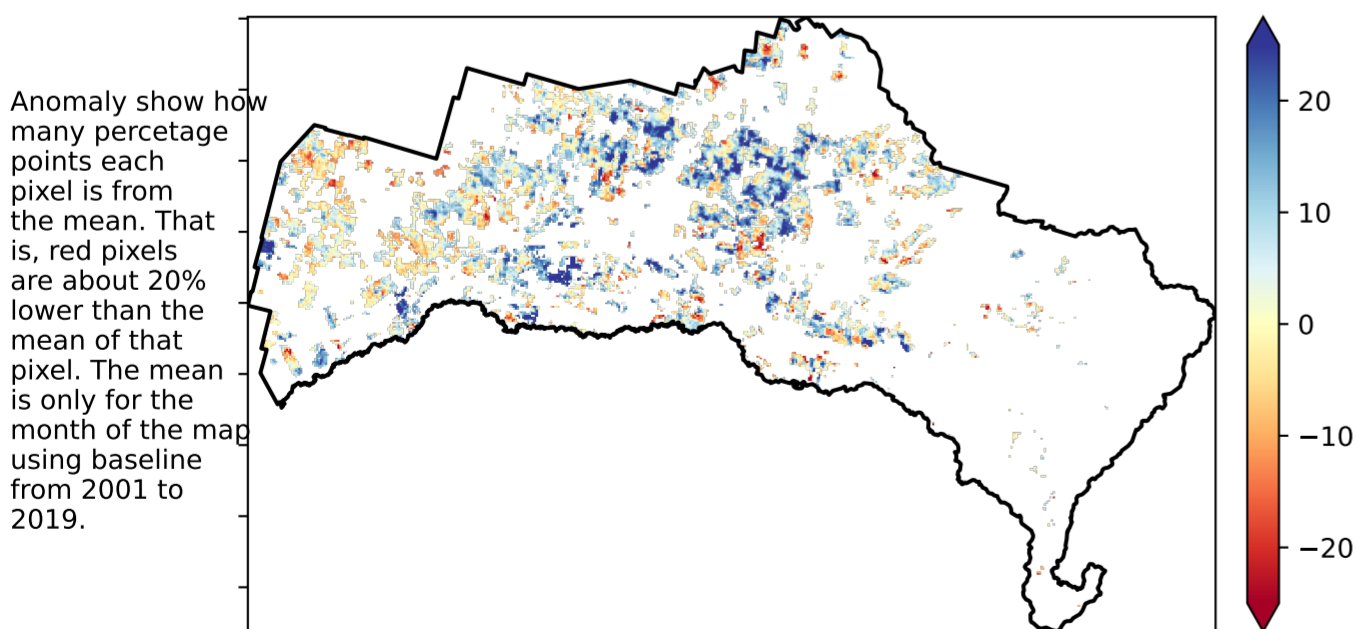 Anomaly show how
many percetage
points each
pixel is from
the mean. That
is, red pixels
are about 20%
lower than the
mean of that
pixel. The mean
is only for the
month of the map
using baseline
from 2001 to
2019.
20
10
0
−10
−20